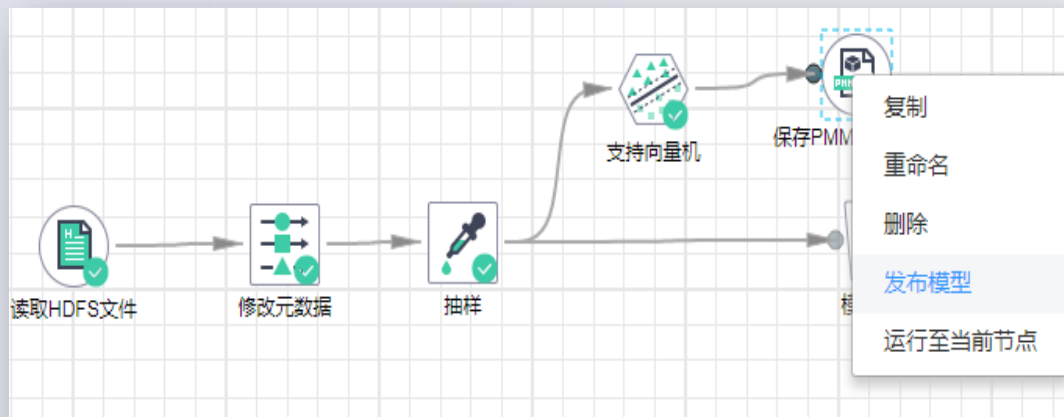 支持向量机
保存PMM
读取HDFS文件
修改元数据
抽样
复制
重命名
删除
发布模型
运行至当前节点